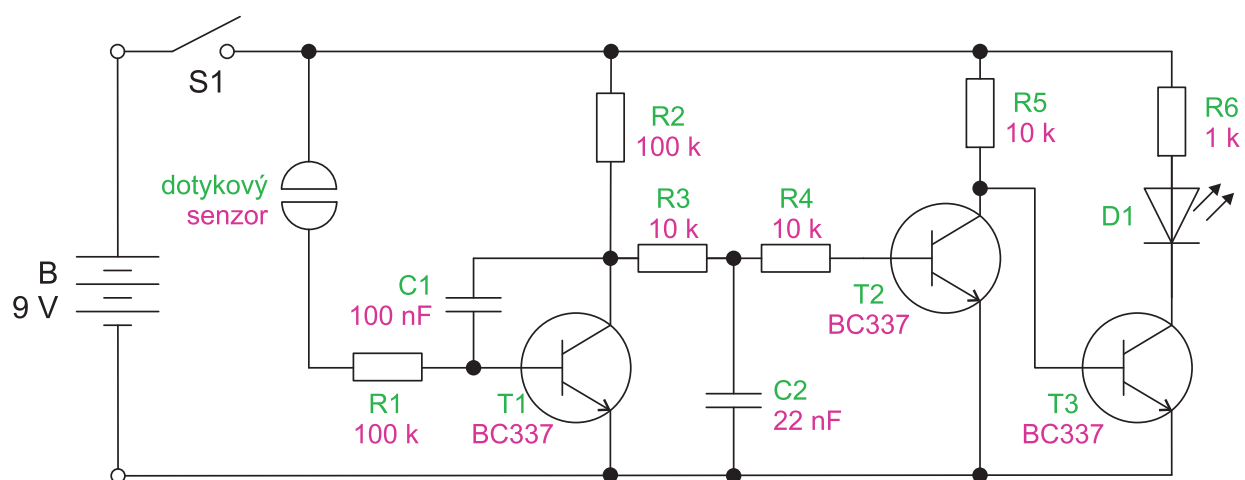 S1
R2
100 k
R5
10 k
R6
1 k
dotykový
senzor
R3
10 k
R4
10 k
D1
B
9 V
C1
100 nF
T2
BC337
R1
100 k
T1
BC337
C2
22 nF
T3
BC337